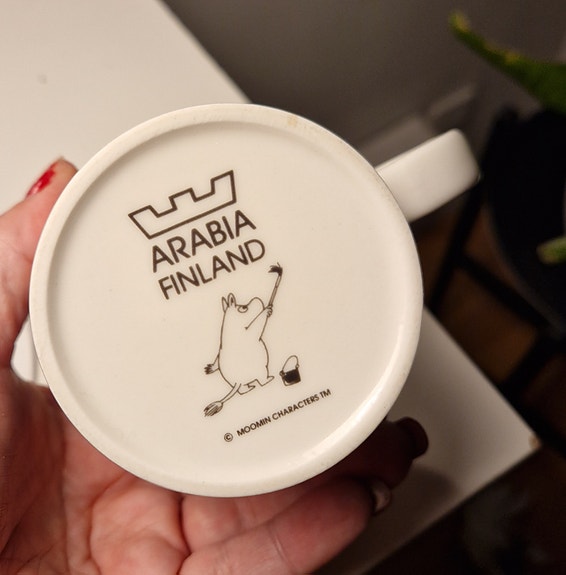 ARABIA
FINLAND
© MOOMIN CHARACTERS TM